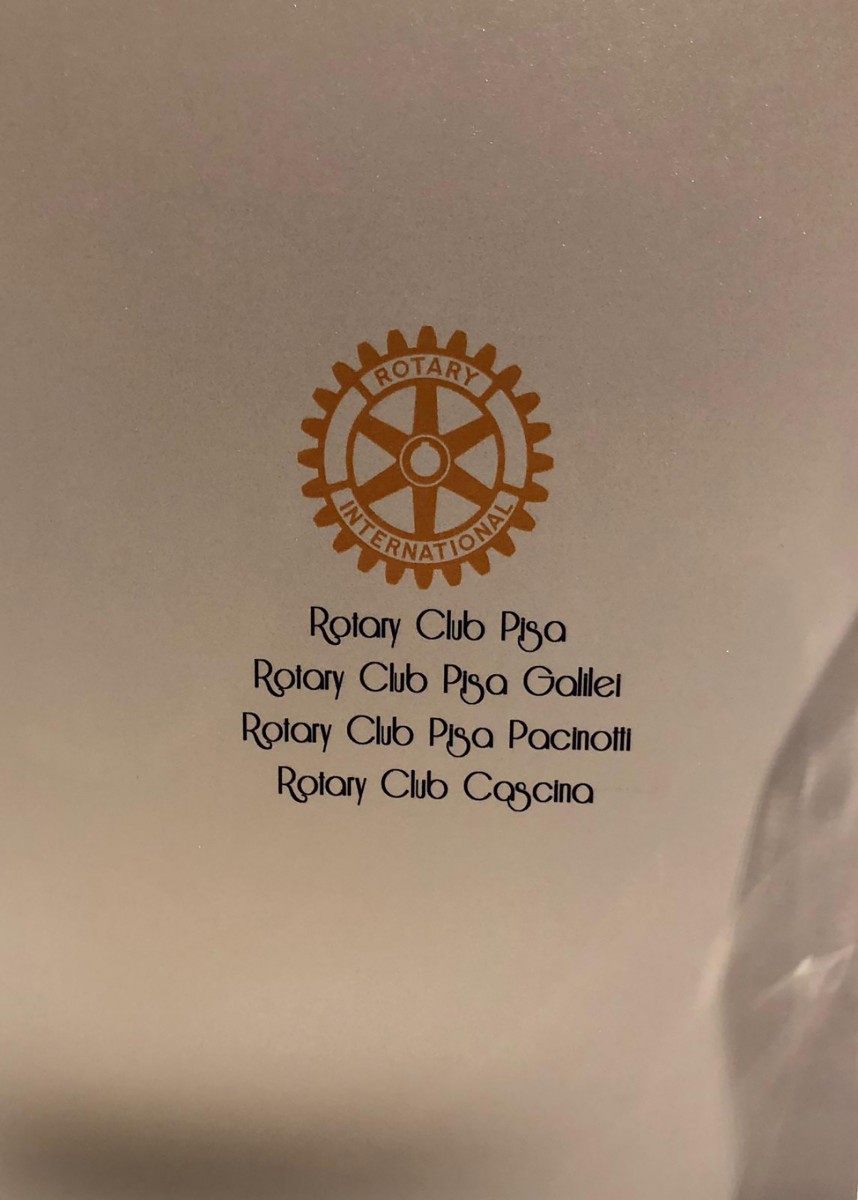 ROTARY
INTERNATIONAL
Rotary Club Pisa
Rotary Club Pisa Galilei
Rotary Club Pisa Pacinotti
Rotary Club Cascina